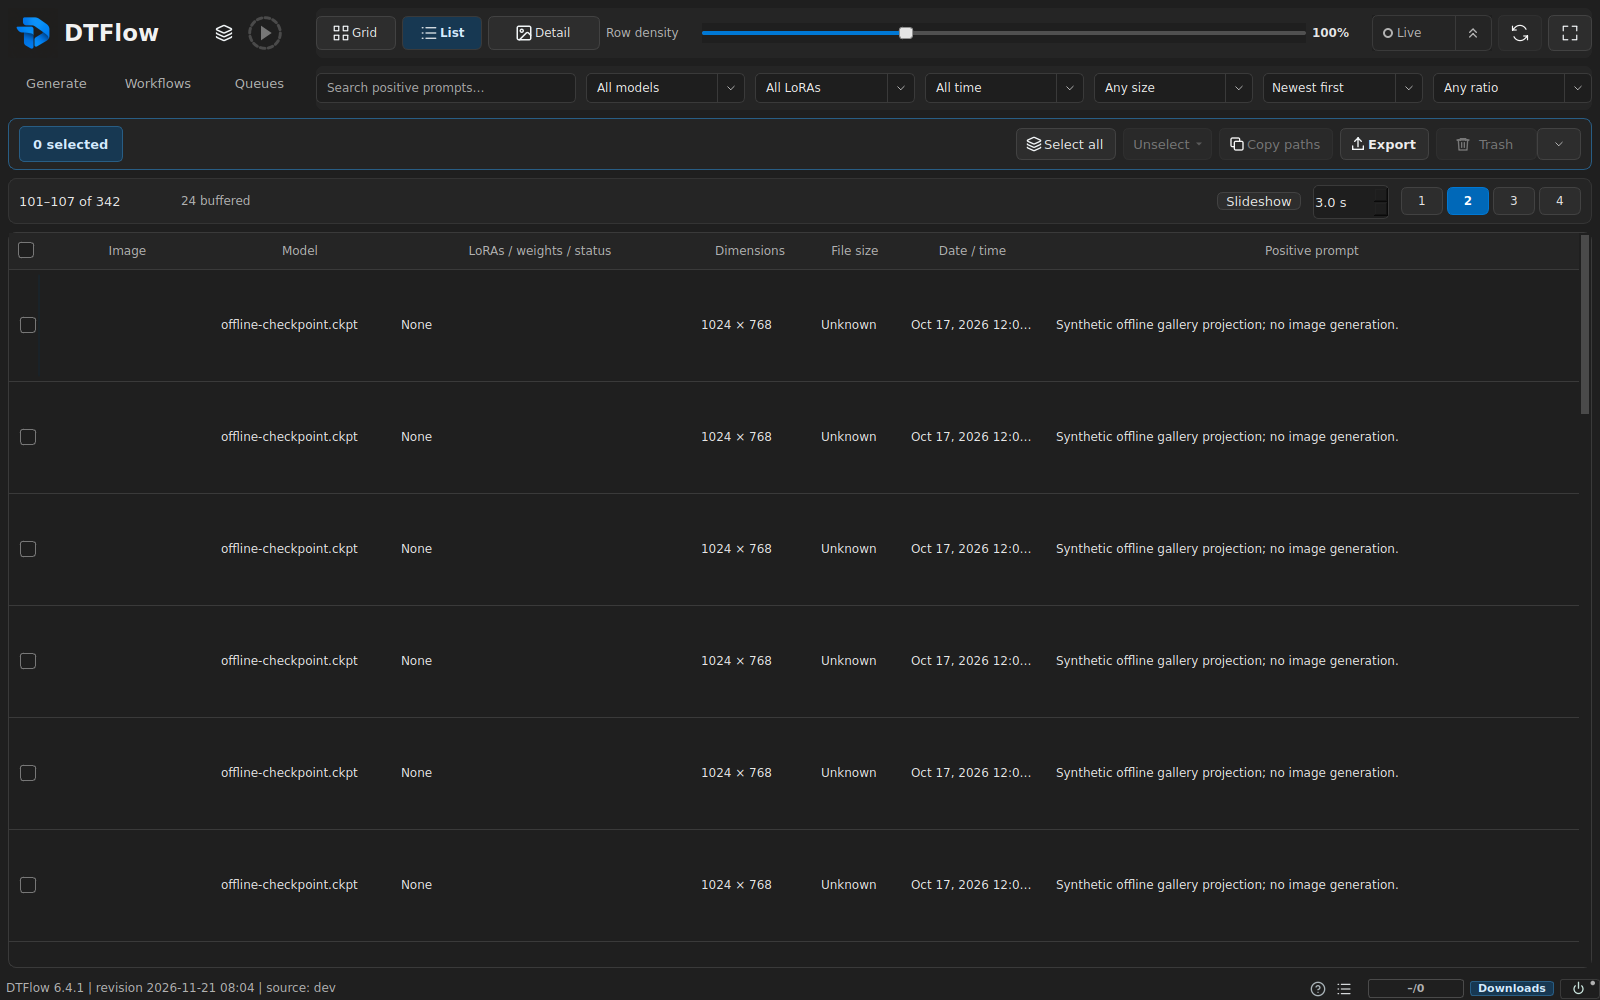 DTFlow
Grid List Detail Row density 100% Live
Generate Workflows Queues
Search positive prompts... All models All LoRAs All time Any size Newest first Any ratio
0 selected Select all Unselect Copy paths Export Trash
101–107 of 342 24 buffered Slideshow 3.0 s 1 2 3 4
Image Model LoRAs / weights / status Dimensions File size Date / time Positive prompt
offline-checkpoint.ckpt None 1024 × 768 Unknown Oct 17, 2026 12:0... Synthetic offline gallery projection; no image generation.
offline-checkpoint.ckpt None 1024 × 768 Unknown Oct 17, 2026 12:0... Synthetic offline gallery projection; no image generation.
offline-checkpoint.ckpt None 1024 × 768 Unknown Oct 17, 2026 12:0... Synthetic offline gallery projection; no image generation.
offline-checkpoint.ckpt None 1024 × 768 Unknown Oct 17, 2026 12:0... Synthetic offline gallery projection; no image generation.
offline-checkpoint.ckpt None 1024 × 768 Unknown Oct 17, 2026 12:0... Synthetic offline gallery projection; no image generation.
offline-checkpoint.ckpt None 1024 × 768 Unknown Oct 17, 2026 12:0... Synthetic offline gallery projection; no image generation.
DTFlow 6.4.1 | revision 2026-11-21 08:04 | source: dev –/0 Downloads